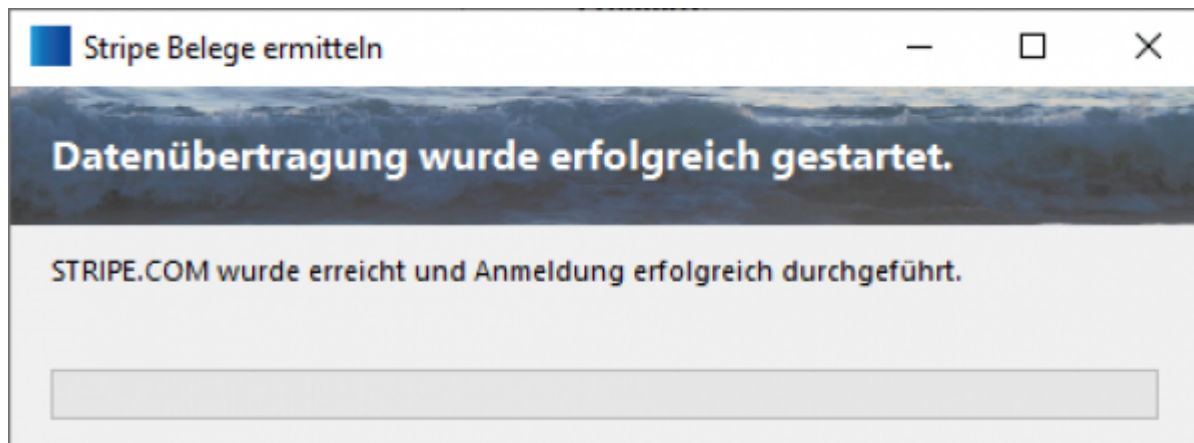 Stripe Belege ermitteln
Datenübertragung wurde erfolgreich gestartet.
STRIPE.COM wurde erreicht und Anmeldung erfolgreich durchgeführt.